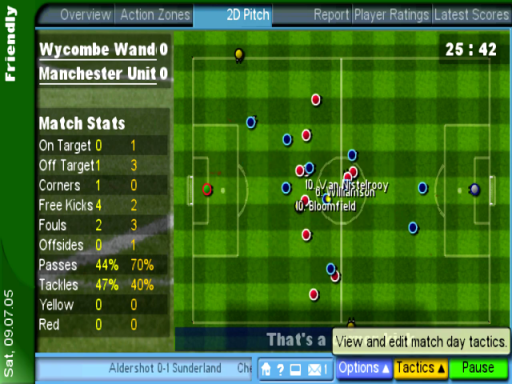 Overview Action Zones 2D Pitch Report Player Ratings Latest Scores
Friendly
Wycombe Wand 0
Manchester Unit 0
25 : 42
Match Stats
On Target 0 1
Off Target 1 3
Corners 1 0
Free Kicks 4 2
Fouls 2 3
Offsides 0 1
Passes 44% 70%
Tackles 47% 40%
Yellow 0 0
Red 0 0
10. Van Nistelrooy
6. Williamson
10. Bloomfield
That's a
View and edit match day tactics.
Sat, 09.07.05
Aldershot 0-1 Sunderland Che
? Options Tactics Pause